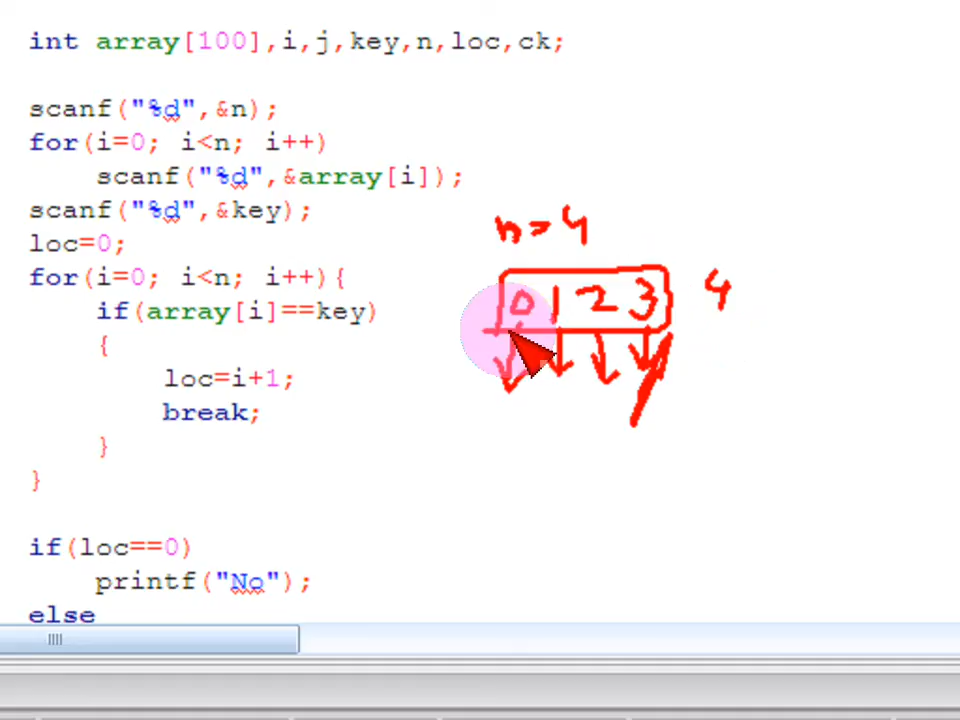 int array[100],i,j,key,n,loc,ck;
scanf("%d",&n);
for(i=0; i<n; i++)
scanf("%d",&array[i]);
scanf("%d",&key);
loc=0;
for(i=0; i<n; i++){
if(array[i]==key)
{
loc=i+1;
break;
}
}
if(loc==0)
printf("No");
else
n=4
0 1 2 3 4